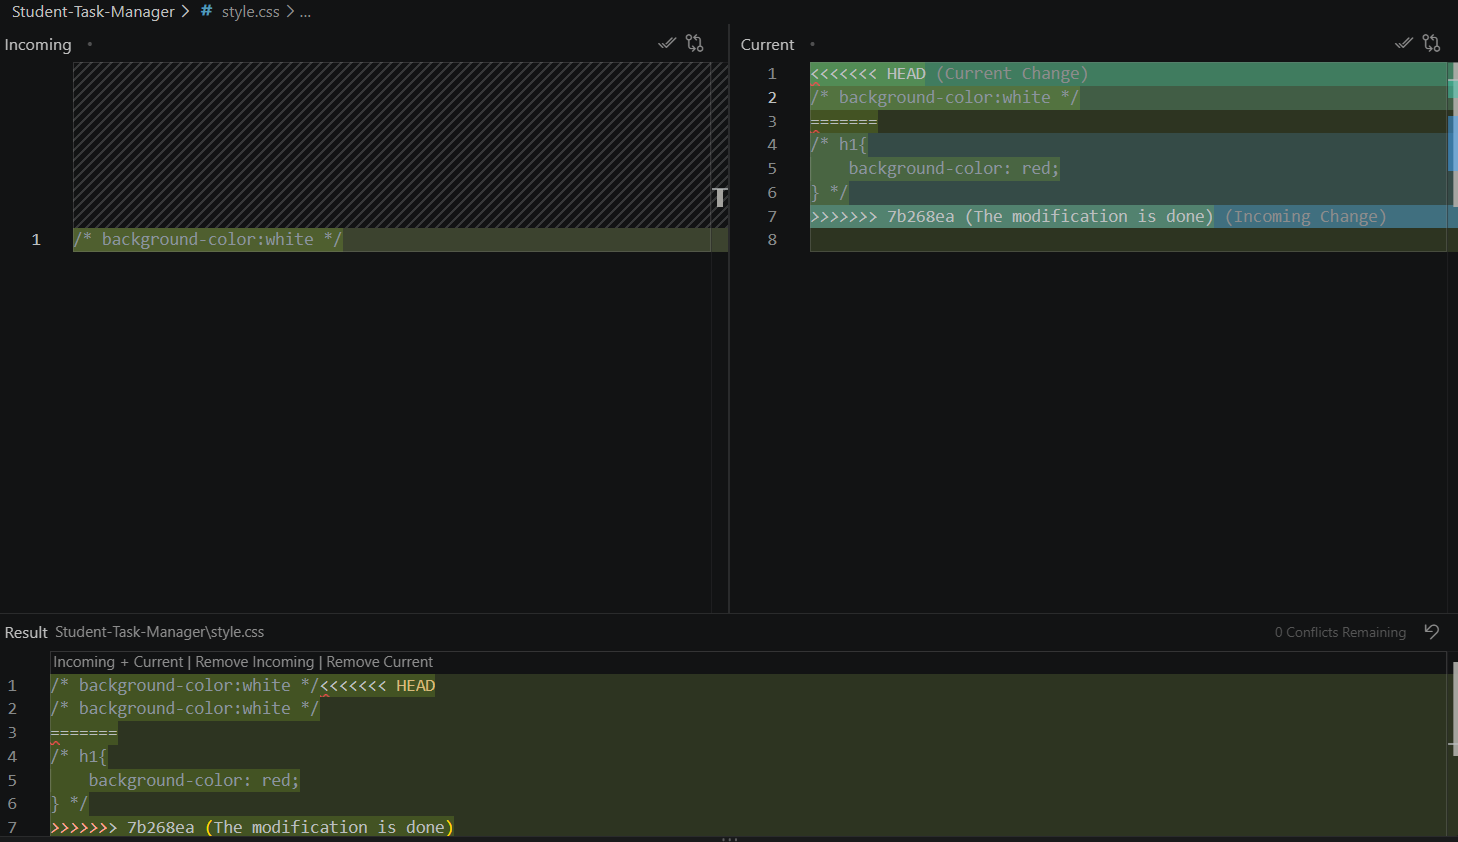 Student-Task-Manager > # style.css > ...
Incoming •
Current •
1 /* background-color:white */
1 <<<<<<< HEAD (Current Change)
2 /* background-color:white */
3 =======
4 /* h1{
5     background-color: red;
6 } */
7 >>>>>>> 7b268ea (The modification is done) (Incoming Change)
8
Result Student-Task-Manager\style.css
0 Conflicts Remaining
Incoming + Current | Remove Incoming | Remove Current
1 /* background-color:white */<<<<<<< HEAD
2 /* background-color:white */
3 =======
4 /* h1{
5     background-color: red;
6 } */
7 >>>>>>> 7b268ea (The modification is done)